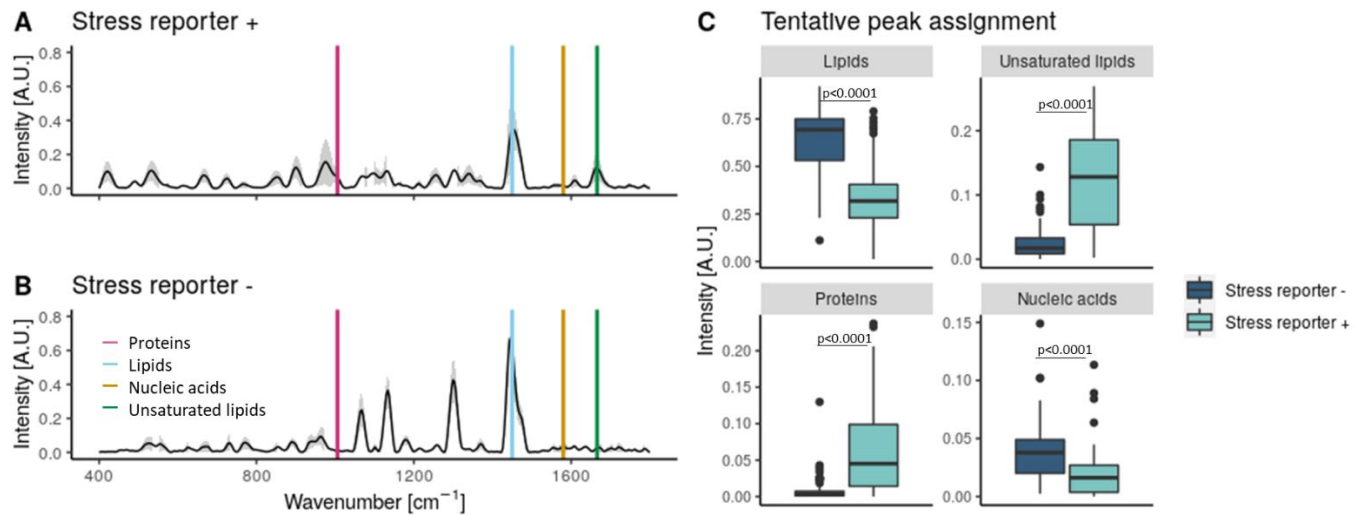 A Stress reporter +
0.8
0.6
0.4
0.2
0.0
Intensity [A.U.]
B Stress reporter -
0.8
0.6
0.4
0.2
0.0
Intensity [A.U.]
Proteins
Lipids
Nucleic acids
Unsaturated lipids
400 800 1200 1600
Wavenumber [cm⁻¹]
C Tentative peak assignment
Intensity [A.U.]
Lipids
p<0.0001
0.75
0.50
0.25
0.00
Unsaturated lipids
p<0.0001
0.2
0.1
0.0
Proteins
p<0.0001
0.20
0.15
0.10
0.05
0.00
Nucleic acids
0.15
p<0.0001
0.10
0.05
0.00
Stress reporter -
Stress reporter +